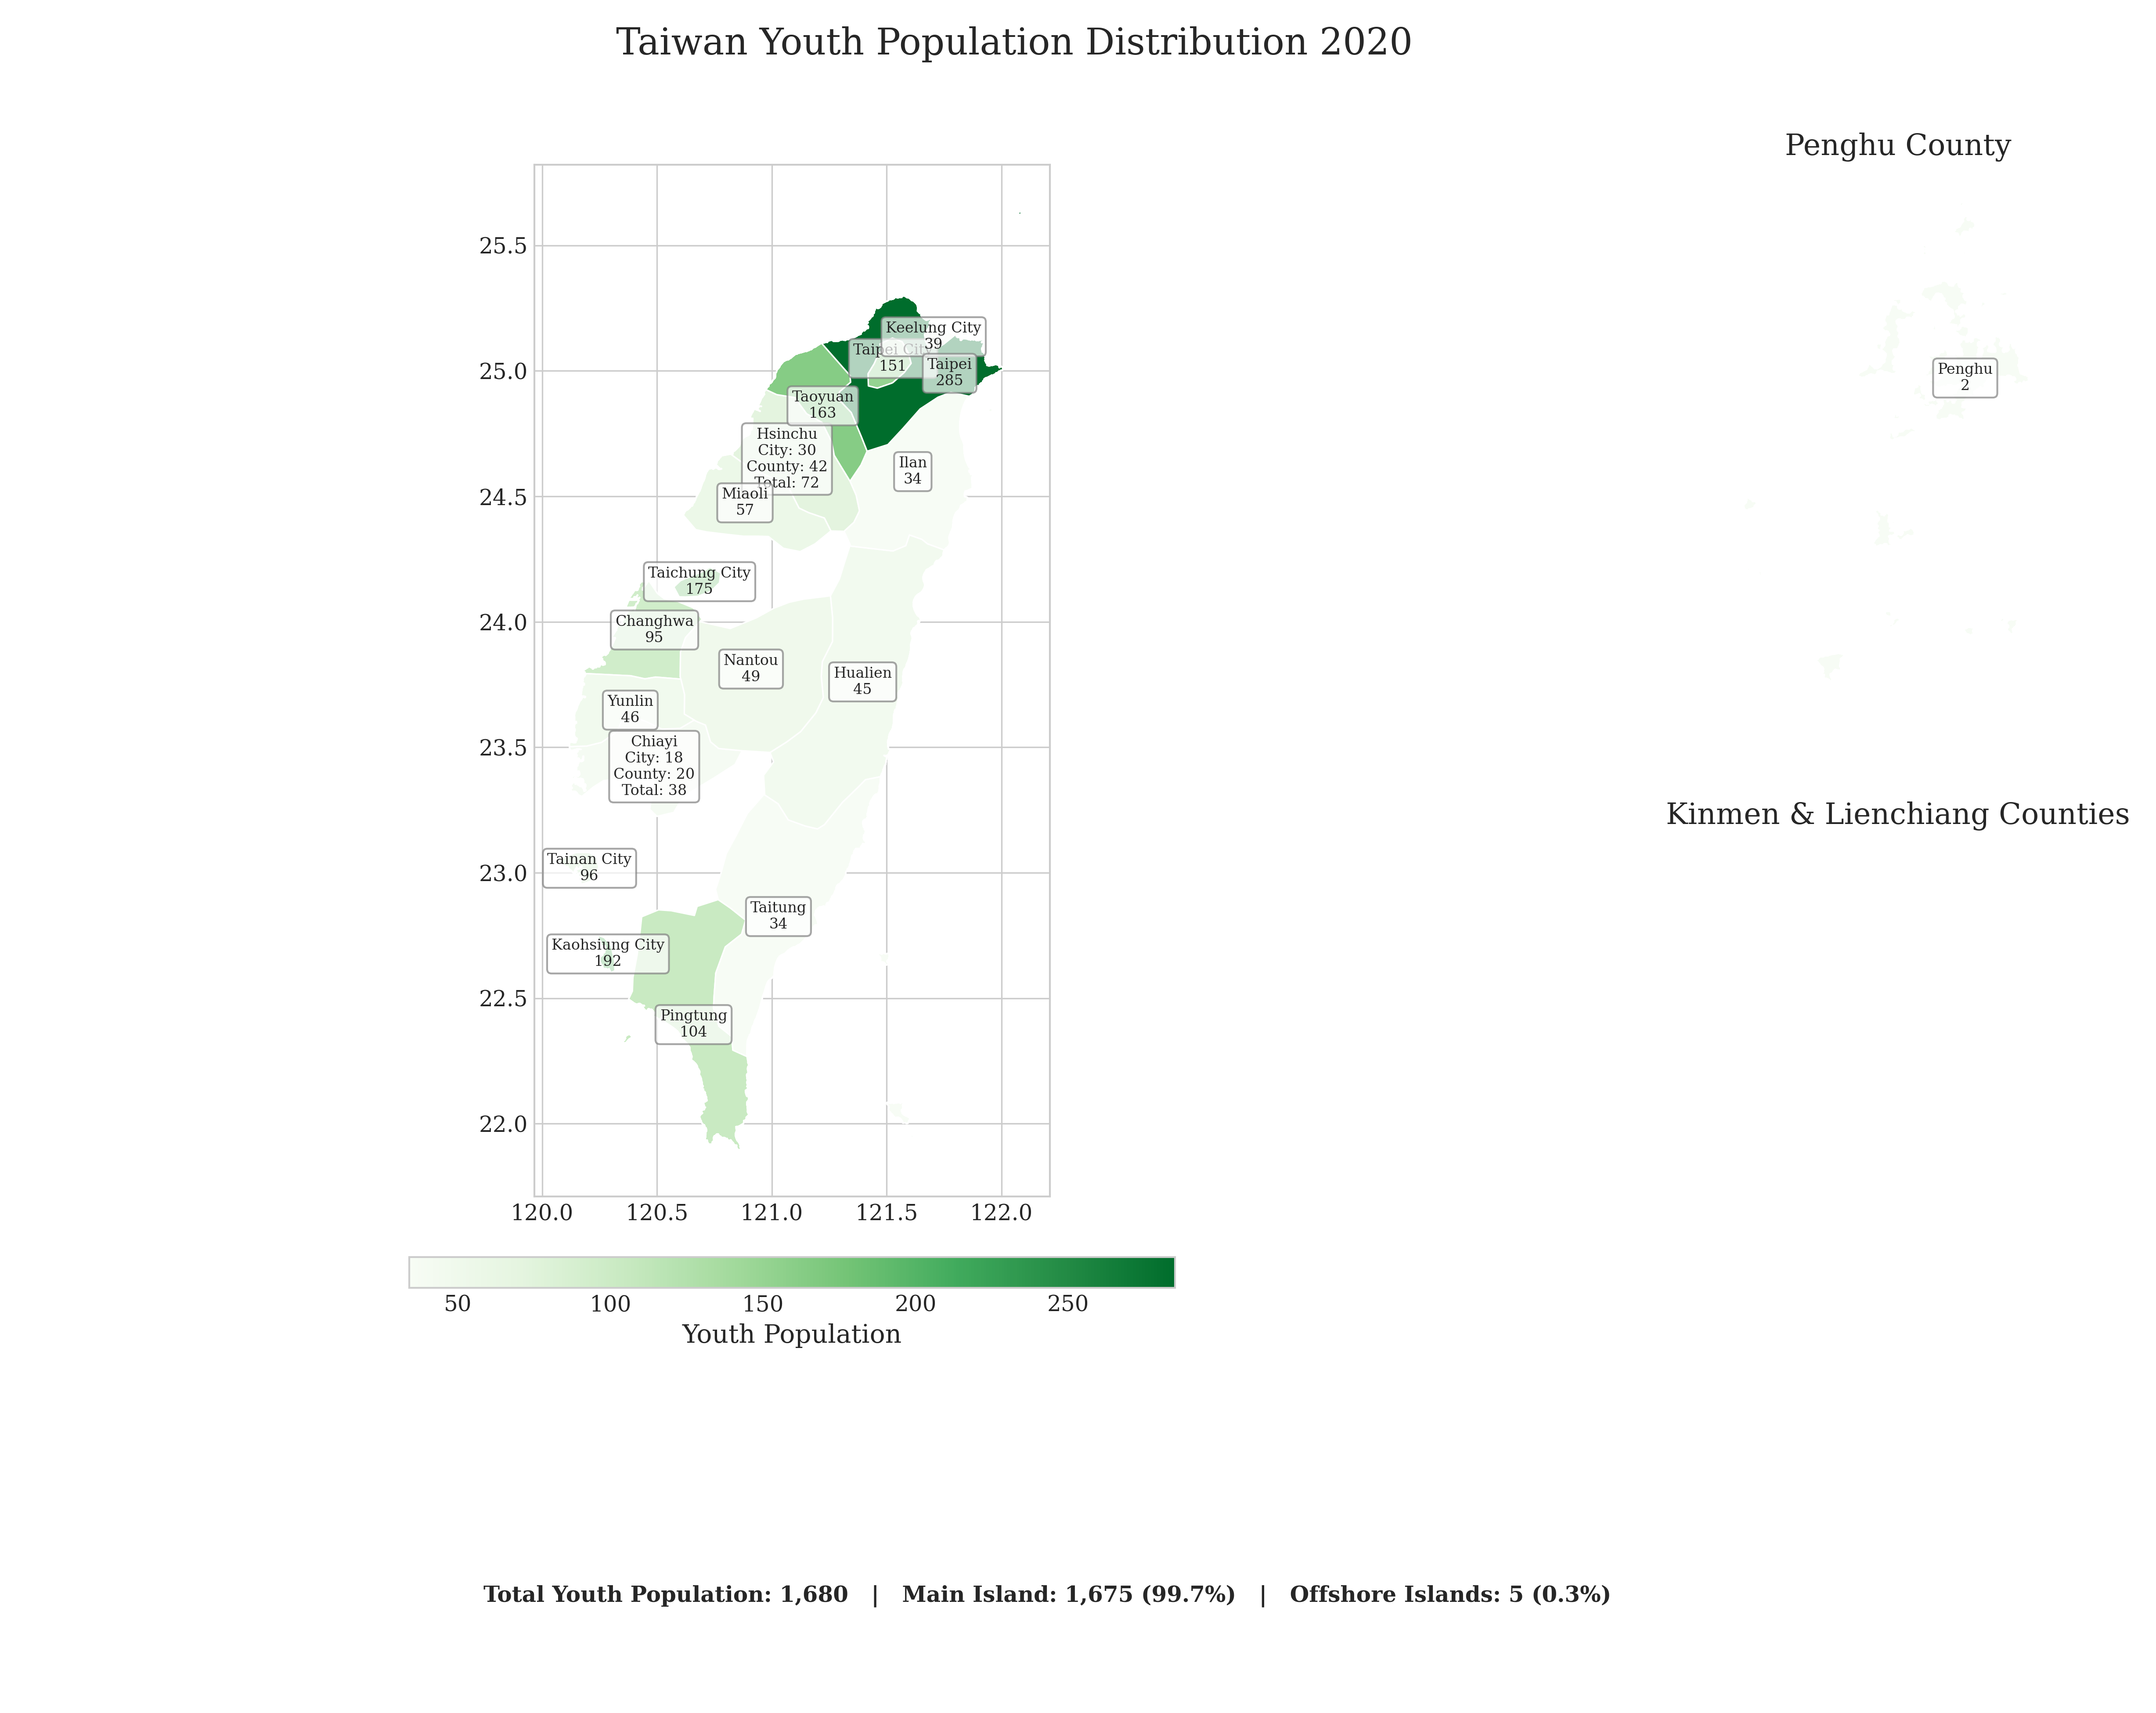 Taiwan Youth Population Distribution 2020
Penghu County
25.5
25.0
24.5
24.0
23.5
23.0
22.5
22.0
Keelung City
39
Taipei City
151
Taipei
285
Taoyuan
163
Hsinchu
City: 30
County: 42
Total: 72
Ilan
34
Miaoli
57
Taichung City
175
Changhwa
95
Nantou
49
Hualien
45
Yunlin
46
Chiayi
City: 18
County: 20
Total: 38
Tainan City
96
Taitung
34
Kaohsiung City
192
Pingtung
104
120.0 120.5 121.0 121.5 122.0
Penghu
2
Kinmen & Lienchiang Counties
50 100 150 200 250
Youth Population
Total Youth Population: 1,680 | Main Island: 1,675 (99.7%) | Offshore Islands: 5 (0.3%)